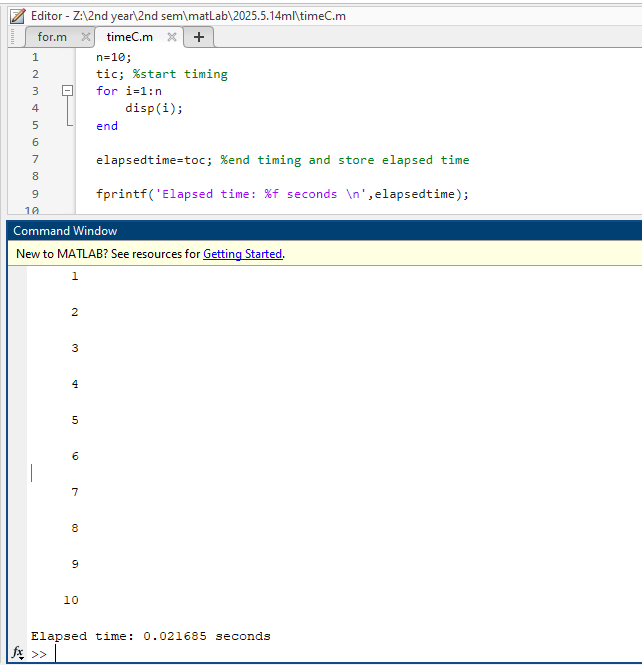 Editor - Z:\2nd year\2nd sem\matLab\2025.5.14ml\timeC.m
for.m × timeC.m × +
1 n=10;
2 tic; %start timing
3 for i=1:n
4 disp(i);
5 end
6
7 elapsedtime=toc; %end timing and store elapsed time
8
9 fprintf('Elapsed time: %f seconds \n',elapsedtime);
10
Command Window
New to MATLAB? See resources for Getting Started.
1
2
3
4
5
6
7
8
9
10
Elapsed time: 0.021685 seconds
fx >>